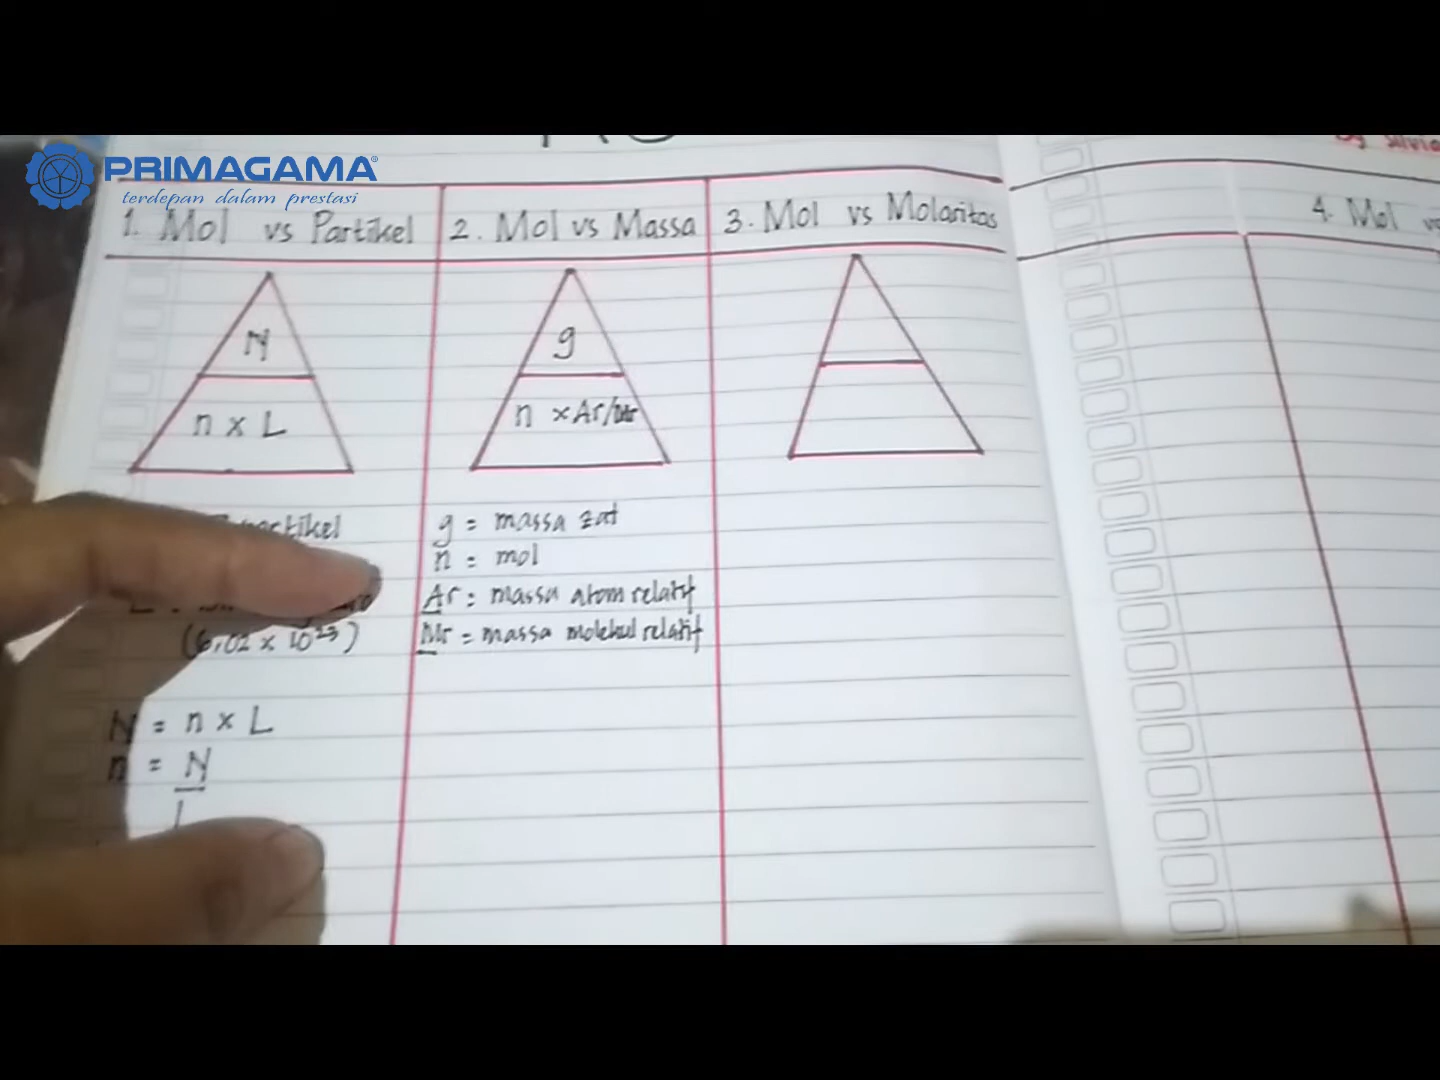 PRIMAGAMA®
terdepan dalam prestasi
1. Mol vs Partikel
N
n x L
partikel
(6,02 x 10²³)
N = n x L
n = N
L
2. Mol vs Massa
g
n x Ar/Mr
g = massa zat
n = mol
Ar = massa atom relatif
Mr = massa molekul relatif
3. Mol vs Molaritas
4. Mol